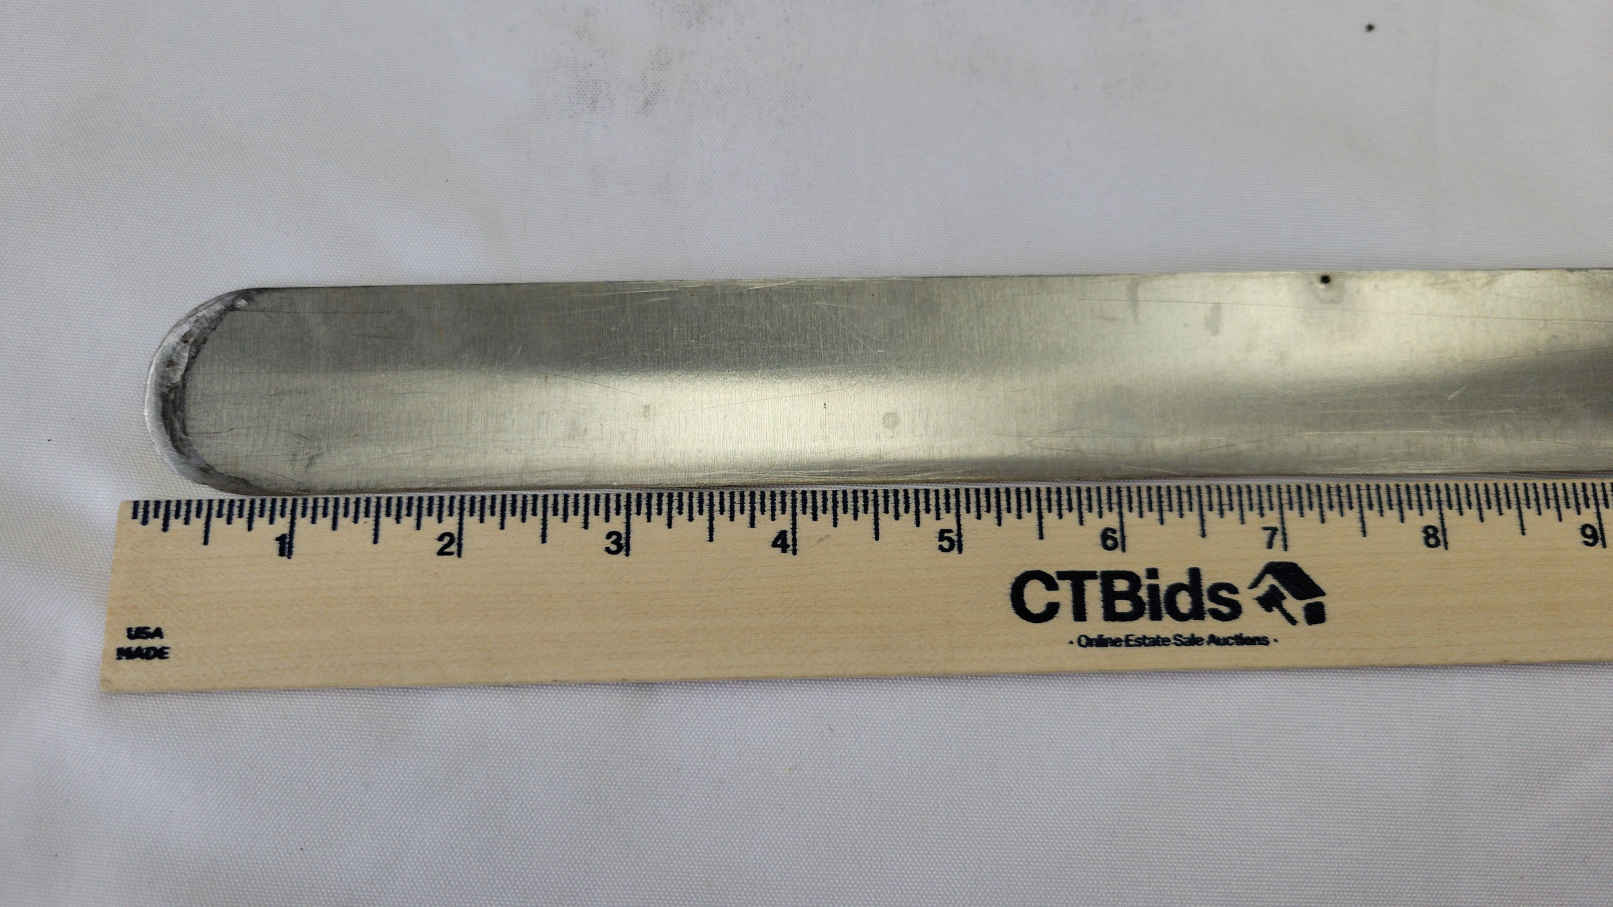 1 2 3 4 5 6 7 8 9
CTBids
· Online Estate Sale Auctions ·
USA
MADE